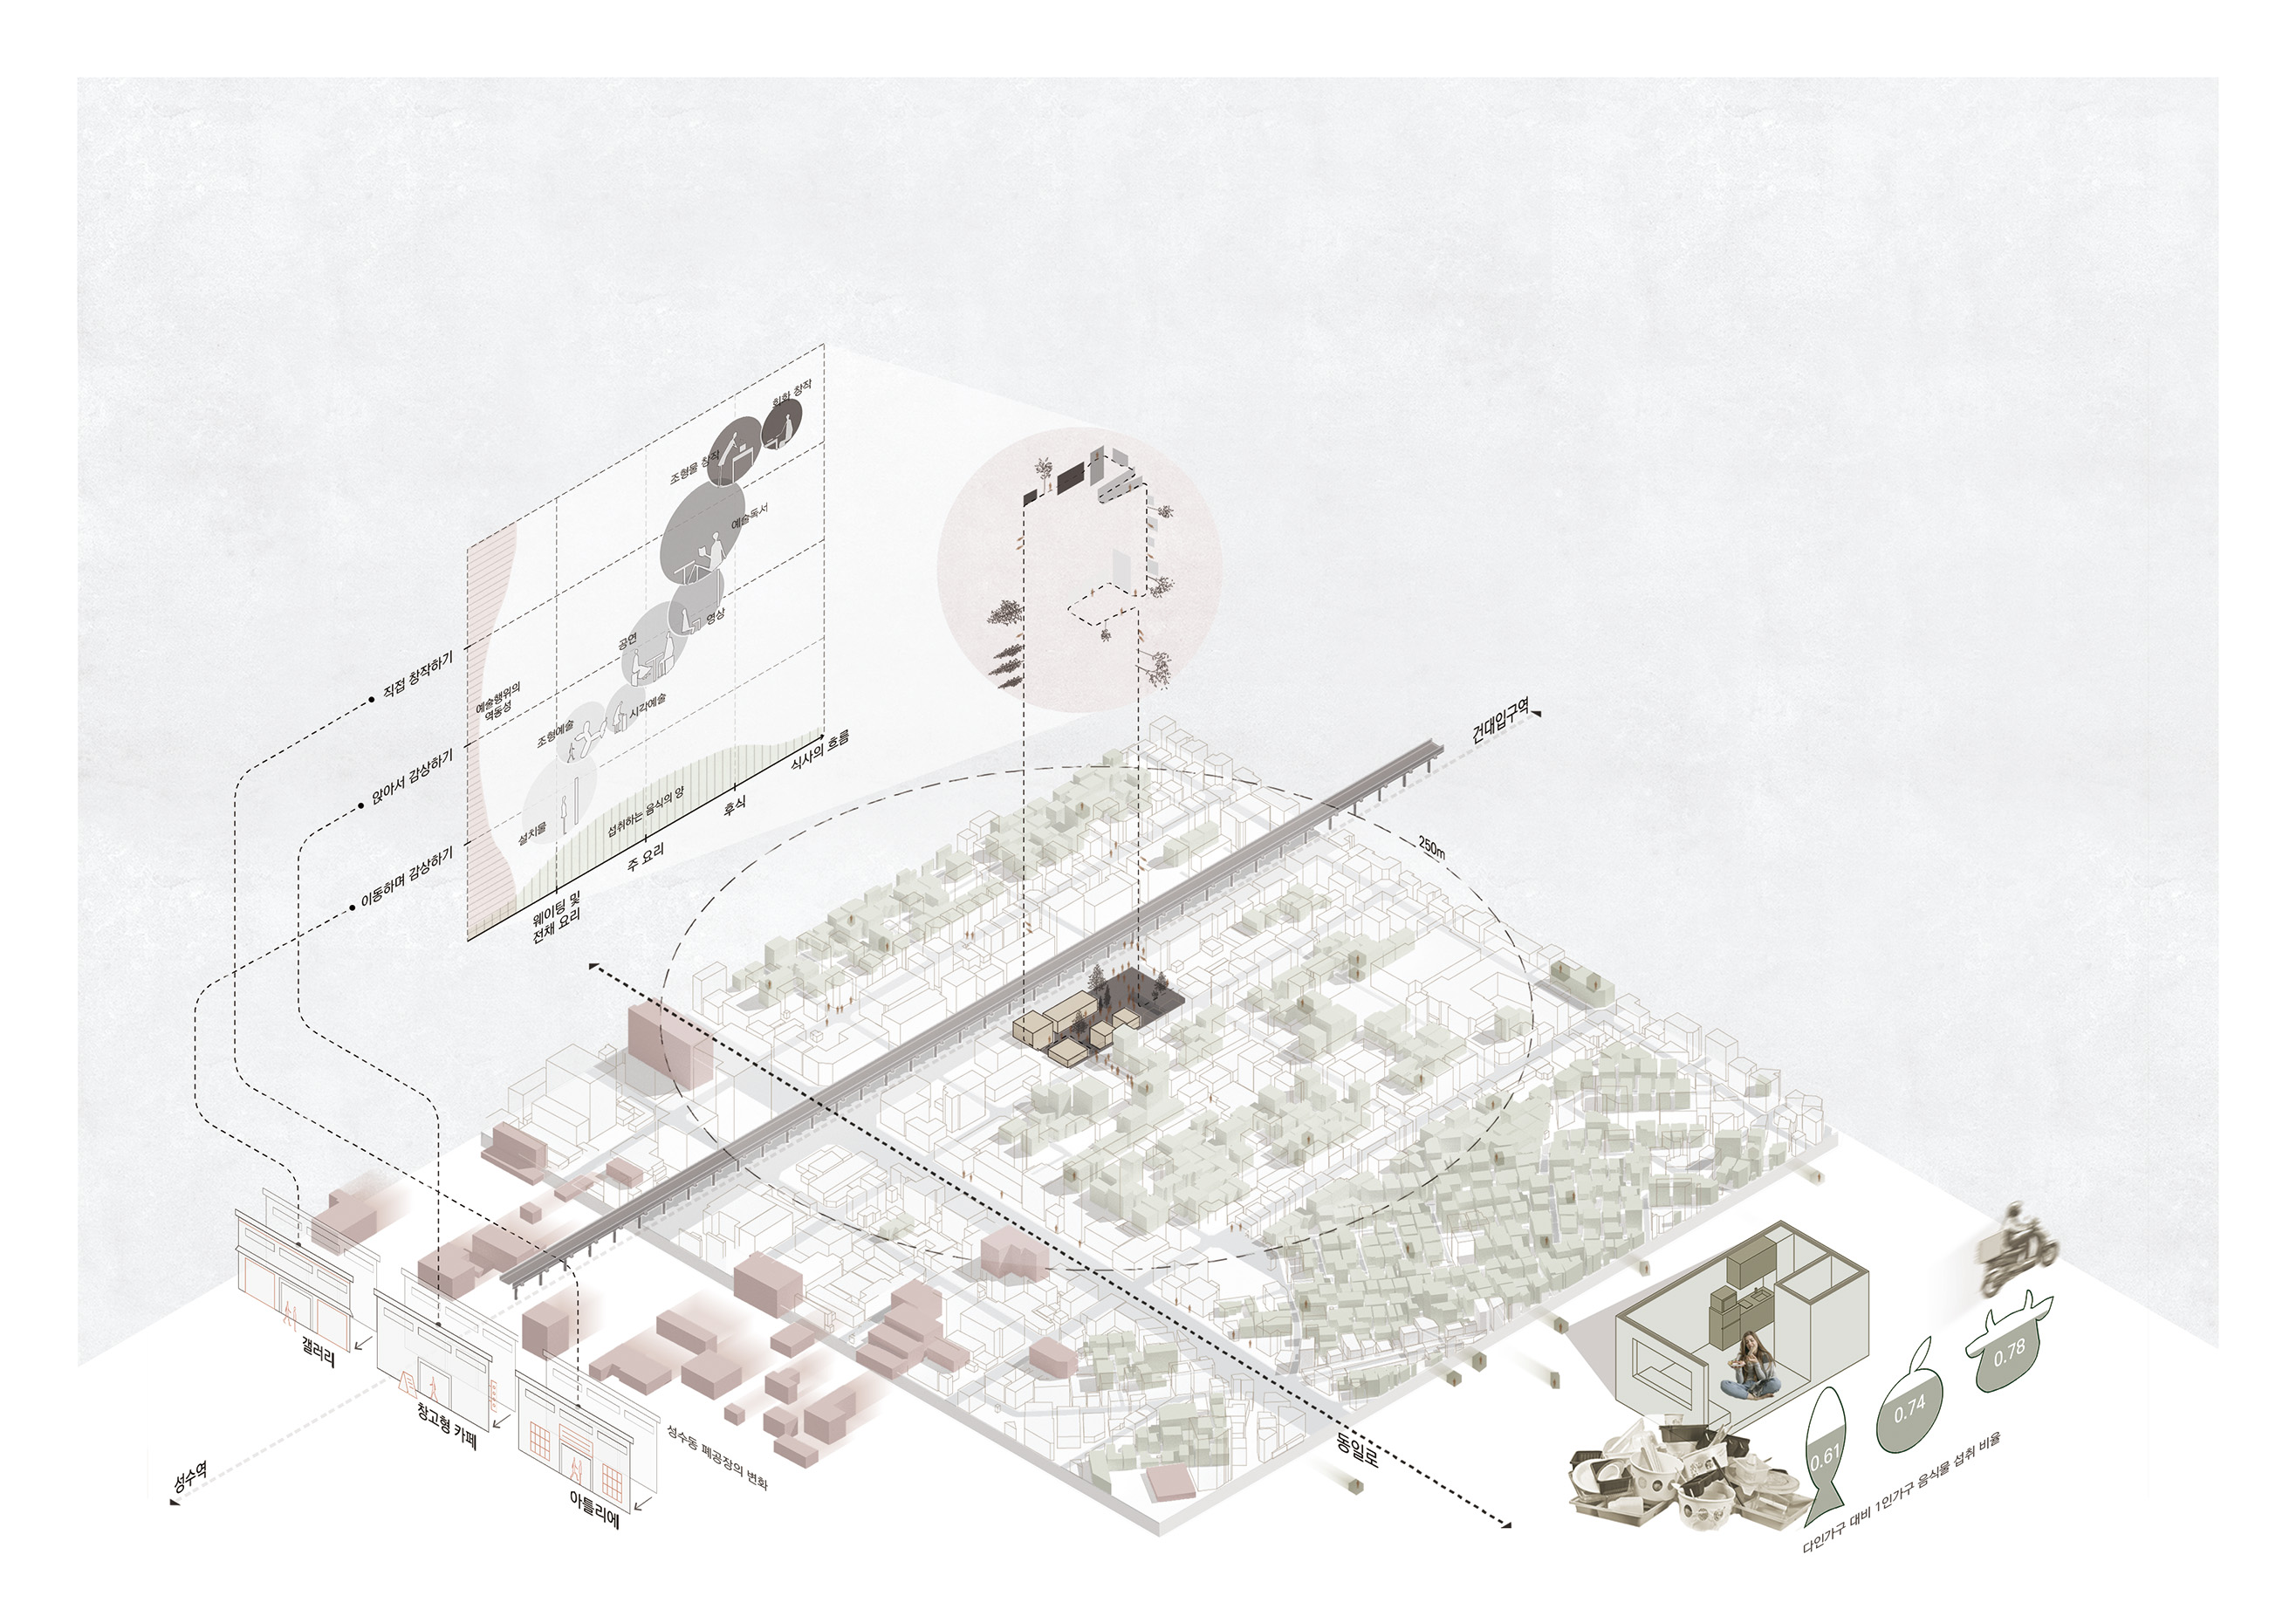 회화 창작
조형물 창작
예술독서
영상
공연
시각예술
조형예술
설치물
예술행위의
역동성
섭취하는 음식의 양
식사의 흐름
후식
주 요리
웨이팅 및
전채 요리
직접 창작하기
앉아서 감상하기
이동하며 감상하기
건대입구역
250m
갤러리
창고형 카페
아틀리에
성수동 폐공장의 변화
성수역
동일로
0.61
0.74
0.78
다인가구 대비 1인가구 음식물 섭취 비율